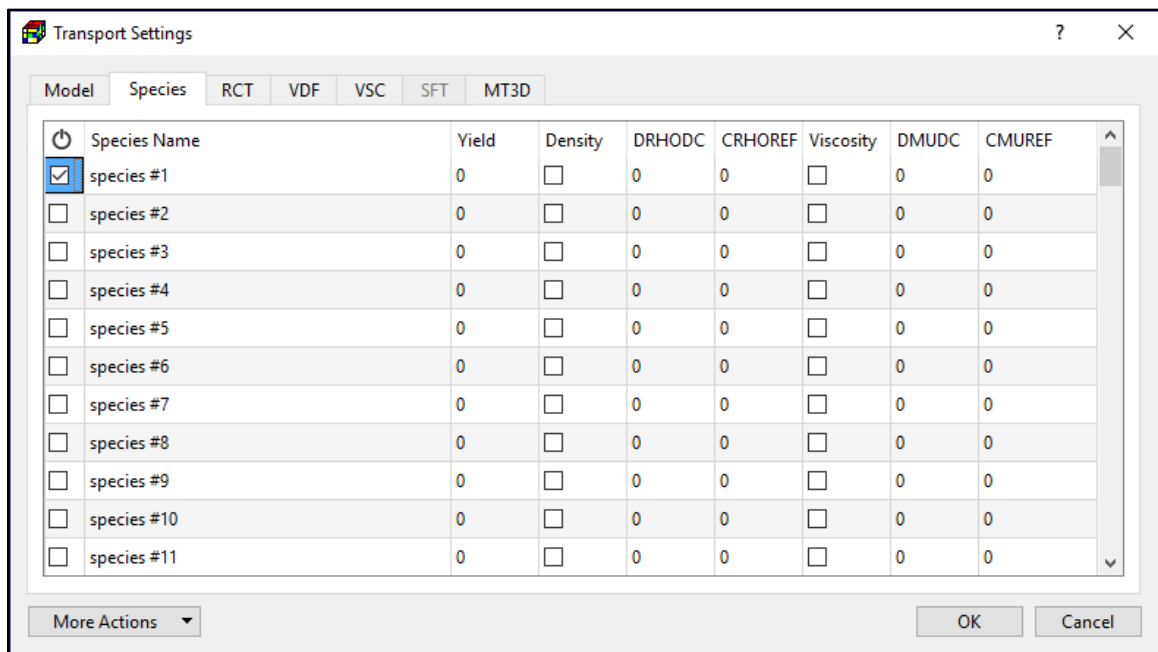 Transport Settings ? ×
Model Species RCT VDF VSC SFT MT3D
Species Name Yield Density DRHODC CRHOREF Viscosity DMUDC CMUREF
species #1 0 0 0 0 0
species #2 0 0 0 0 0
species #3 0 0 0 0 0
species #4 0 0 0 0 0
species #5 0 0 0 0 0
species #6 0 0 0 0 0
species #7 0 0 0 0 0
species #8 0 0 0 0 0
species #9 0 0 0 0 0
species #10 0 0 0 0 0
species #11 0 0 0 0 0
More Actions OK Cancel